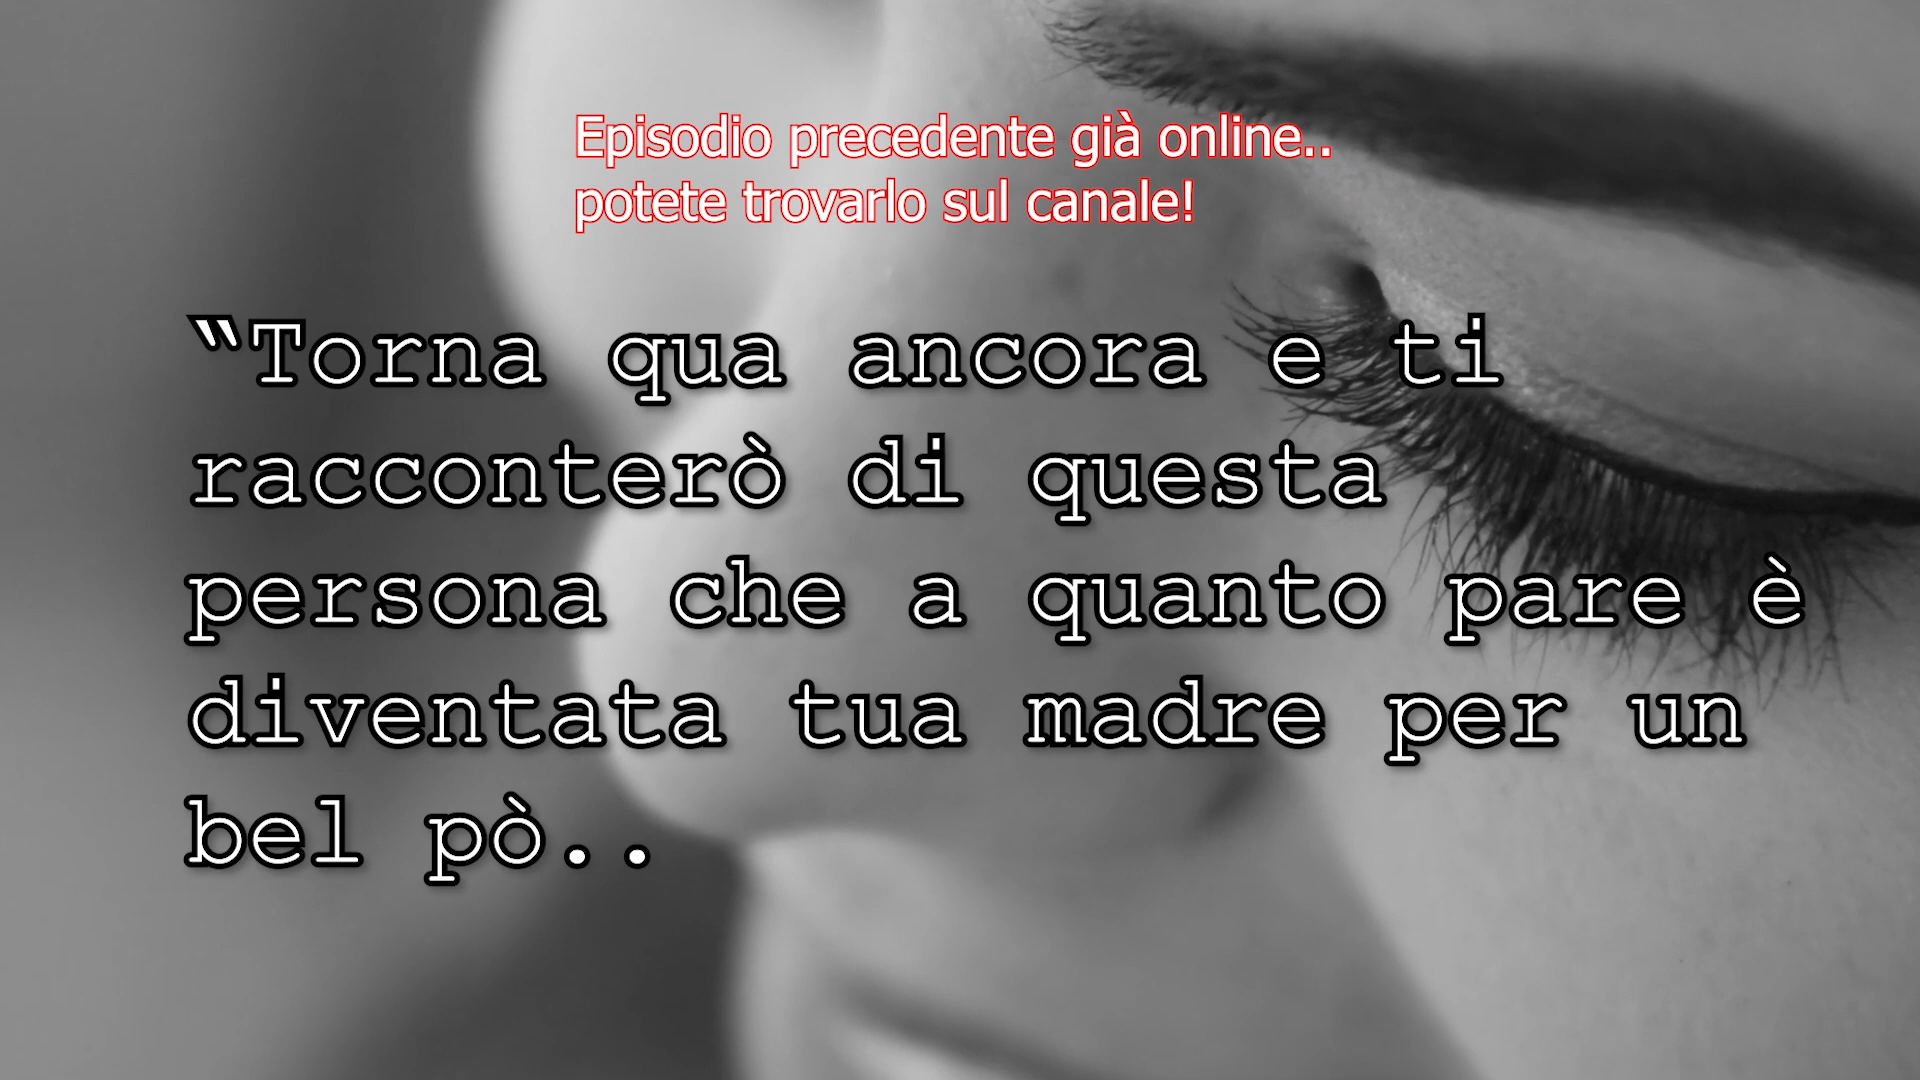 Episodio precedente già online..
potete trovarlo sul canale!
“Torna qua ancora e ti
racconterò di questa
persona che a quanto pare è
diventata tua madre per un
bel pò..